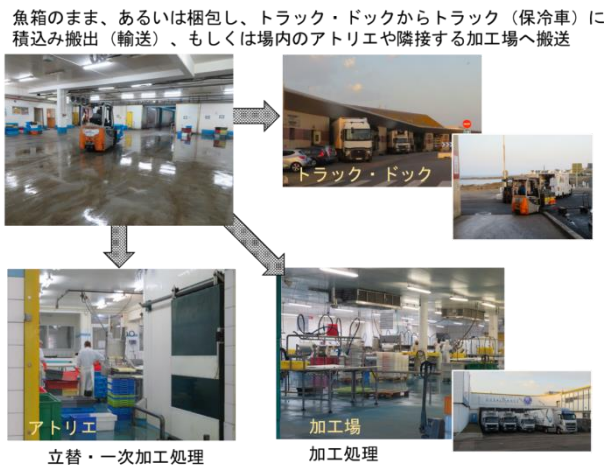 魚箱のまま、あるいは梱包し、トラック・ドックからトラック（保冷車）に
積込み搬出（輸送）、もしくは場内のアトリエや隣接する加工場へ搬送
トラック・ドック
アトリエ
加工場
立替・一次加工処理
加工処理